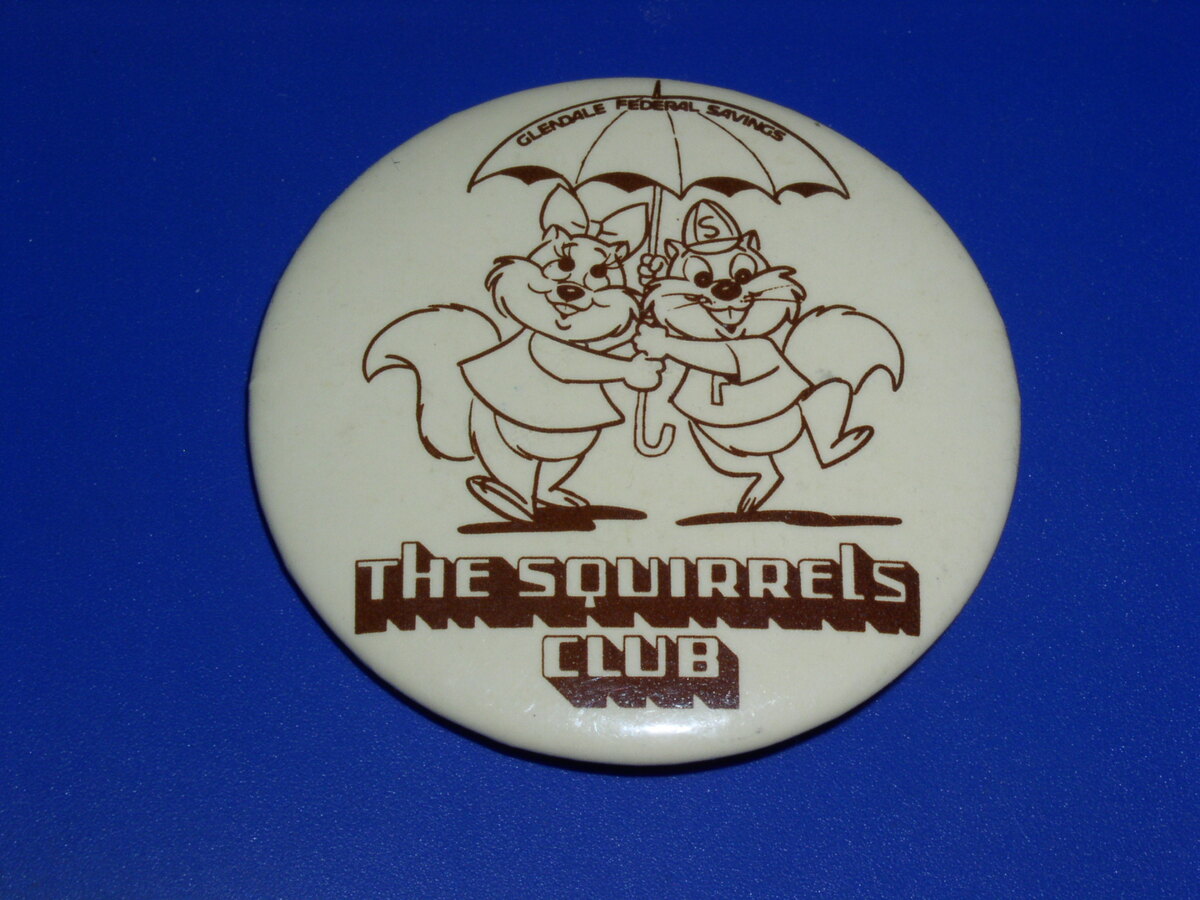 GLENDALE FEDERAL SAVINGS
S
THE SQUIRRELS
CLUB